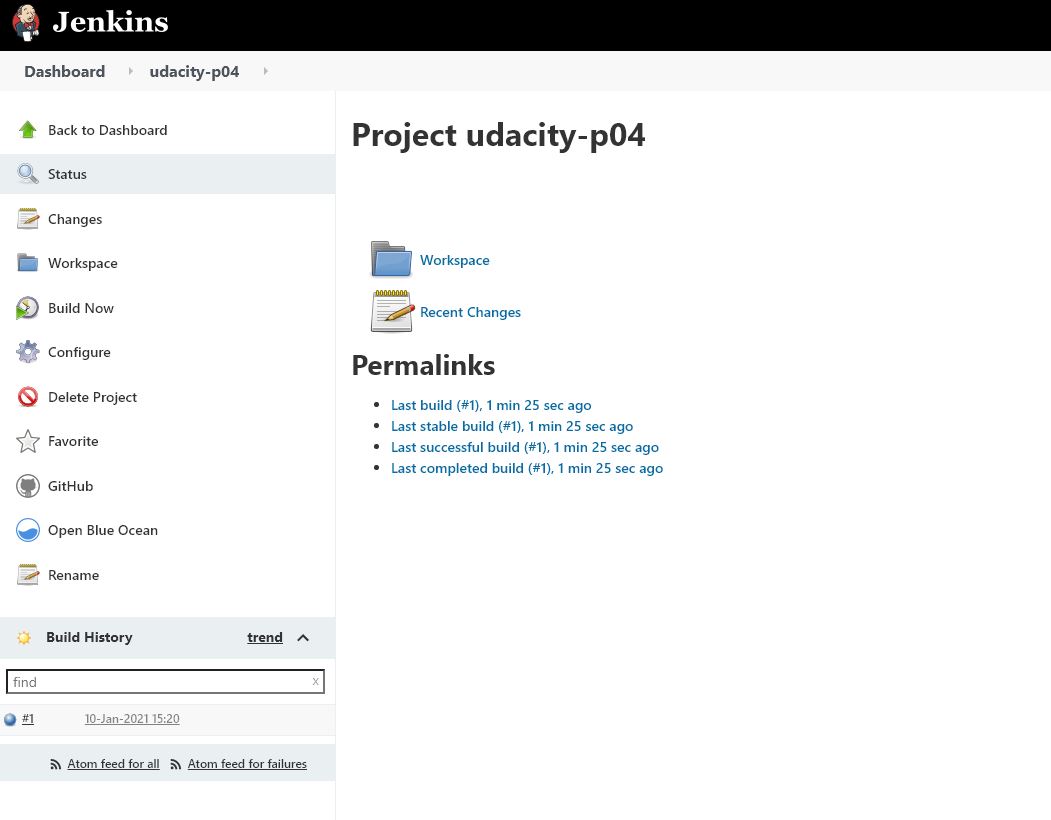 Jenkins
Dashboard udacity-p04
Back to Dashboard
Status
Changes
Workspace
Build Now
Configure
Delete Project
Favorite
GitHub
Open Blue Ocean
Rename
Build History trend
find x
#1 10-Jan-2021 15:20
Atom feed for all Atom feed for failures
Project udacity-p04
Workspace
Recent Changes
Permalinks
Last build (#1), 1 min 25 sec ago
Last stable build (#1), 1 min 25 sec ago
Last successful build (#1), 1 min 25 sec ago
Last completed build (#1), 1 min 25 sec ago